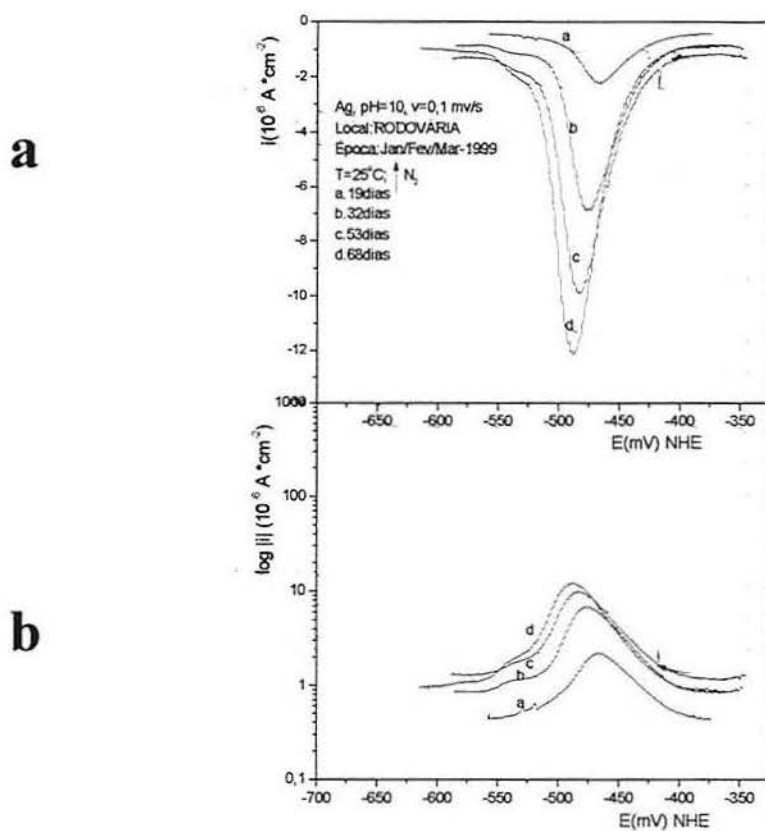 a
0
-2
-4
-6
-8
-10
-12
i(10⁻⁶ A*cm⁻²)
Ag, pH=10, v=0,1 mv/s
Local:RODOVÁRIA
Época:Jan/Fev/Mar-1999
T=25°C; N₂
a.19dias
b.32dias
c.53dias
d.68dias
a
b
c
d
-650 -600 -550 -500 -450 -400 -350
E(mV) NHE
b
1000
100
10
1
0,1
log |i| (10⁻⁶ A*cm⁻²)
d
c
b
a
-700 -650 -600 -550 -500 -450 -400 -350
E(mV) NHE